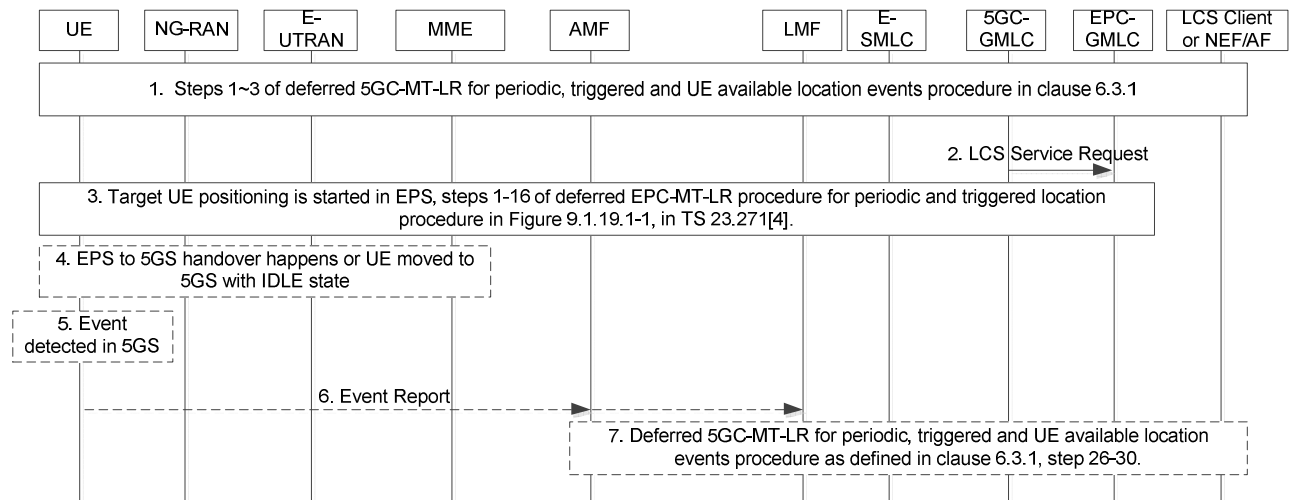 UE
NG-RAN
E-
UTRAN
MME
AMF
LMF
E-
SMLC
5GC-
GMLC
EPC-
GMLC
LCS Client
or NEF/AF
1. Steps 1~3 of deferred 5GC-MT-LR for periodic, triggered and UE available location events procedure in clause 6.3.1
2. LCS Service Request
3. Target UE positioning is started in EPS, steps 1-16 of deferred EPC-MT-LR procedure for periodic and triggered location
procedure in Figure 9.1.19.1-1, in TS 23.271[4].
4. EPS to 5GS handover happens or UE moved to
5GS with IDLE state
5. Event
detected in 5GS
6. Event Report
7. Deferred 5GC-MT-LR for periodic, triggered and UE available location
events procedure as defined in clause 6.3.1, step 26-30.